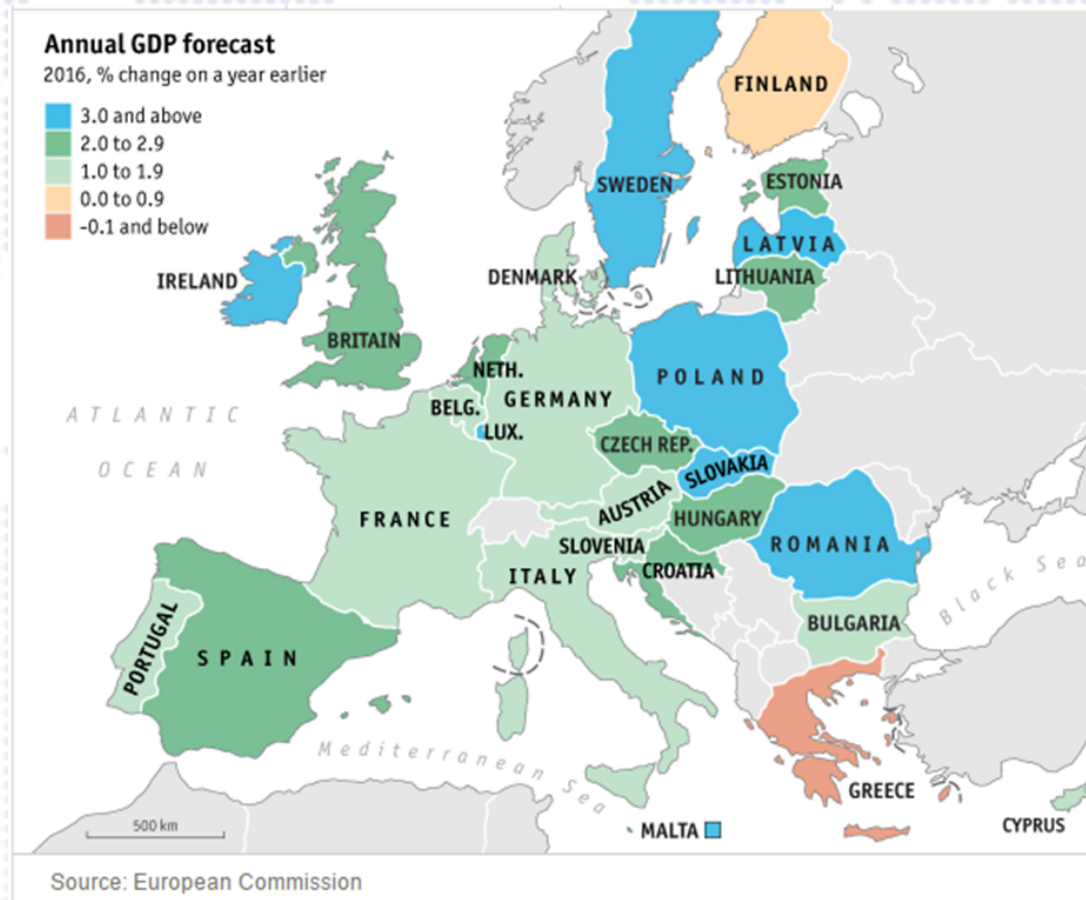 Annual GDP forecast
2016, % change on a year earlier
3.0 and above
2.0 to 2.9
1.0 to 1.9
0.0 to 0.9
-0.1 and below
FINLAND
SWEDEN
ESTONIA
LATVIA
LITHUANIA
IRELAND
DENMARK
BRITAIN
NETH.
POLAND
GERMANY
BELG.
ATLANTIC
OCEAN
LUX.
CZECH REP.
SLOVAKIA
AUSTRIA
FRANCE
HUNGARY
SLOVENIA
ROMANIA
CROATIA
ITALY
Black Sea
BULGARIA
PORTUGAL
SPAIN
Mediterranean Sea
GREECE
500 km
MALTA
CYPRUS
Source: European Commission